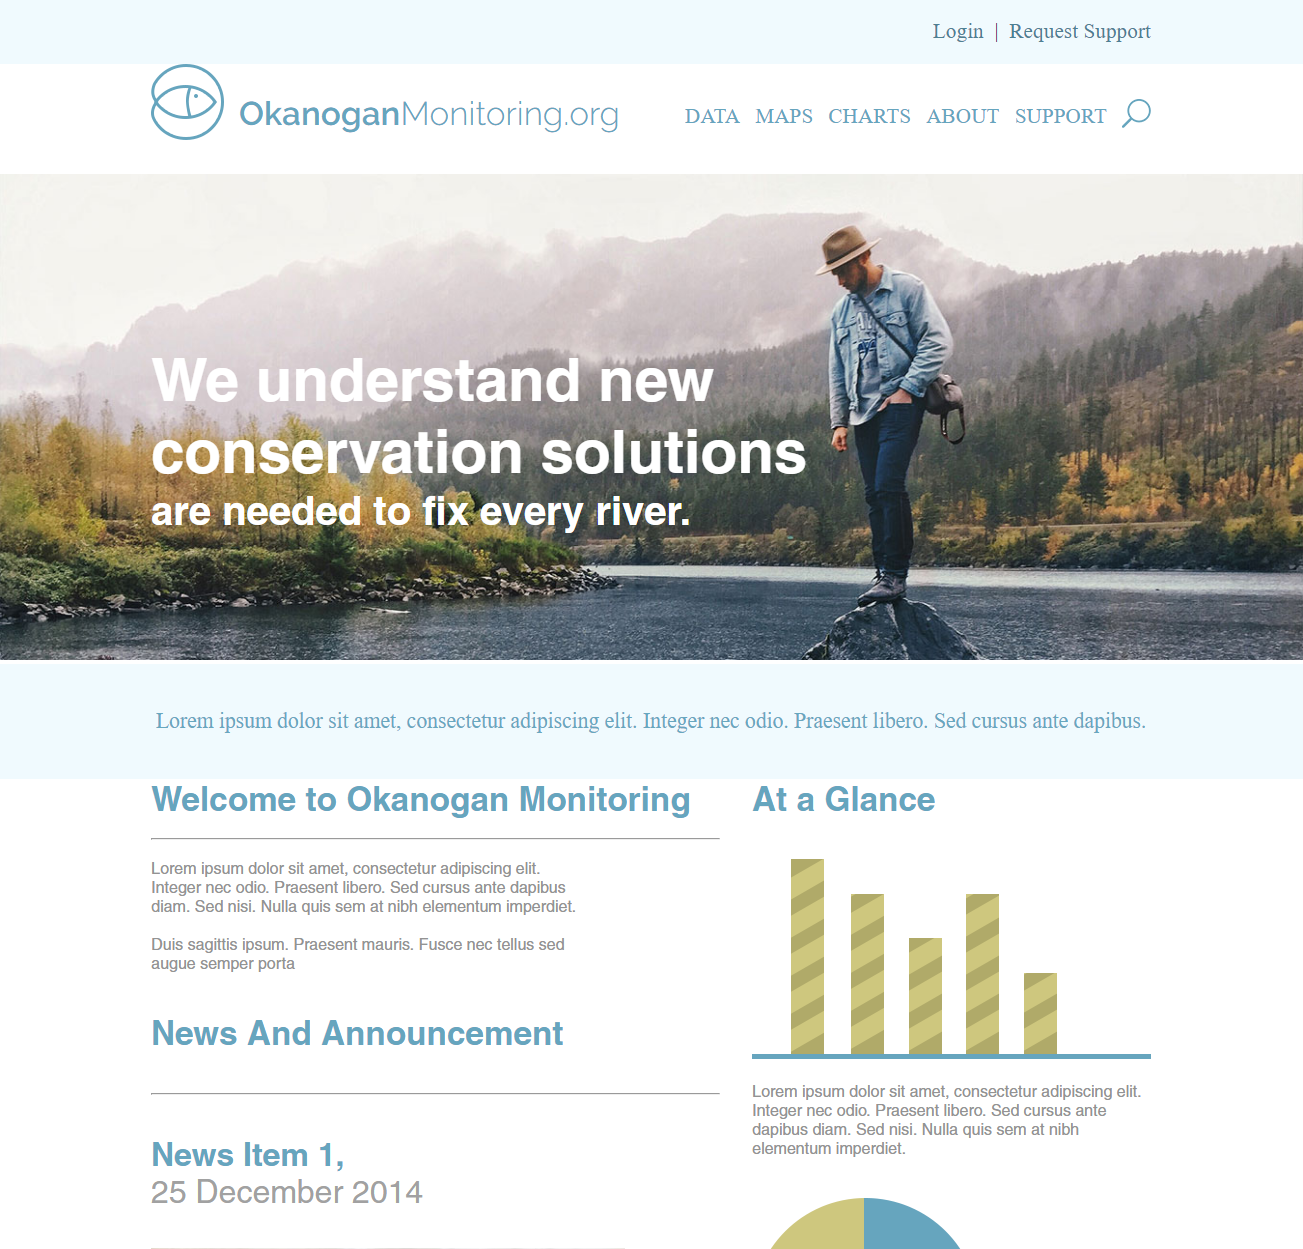 Login | Request Support
OkanoganMonitoring.org
DATA MAPS CHARTS ABOUT SUPPORT
We understand new
conservation solutions
are needed to fix every river.
Lorem ipsum dolor sit amet, consectetur adipiscing elit. Integer nec odio. Praesent libero. Sed cursus ante dapibus.
Welcome to Okanogan Monitoring
Lorem ipsum dolor sit amet, consectetur adipiscing elit.
Integer nec odio. Praesent libero. Sed cursus ante dapibus
diam. Sed nisi. Nulla quis sem at nibh elementum imperdiet.
Duis sagittis ipsum. Praesent mauris. Fusce nec tellus sed
augue semper porta
News And Announcement
News Item 1,
25 December 2014
At a Glance
Lorem ipsum dolor sit amet, consectetur adipiscing elit.
Integer nec odio. Praesent libero. Sed cursus ante
dapibus diam. Sed nisi. Nulla quis sem at nibh
elementum imperdiet.